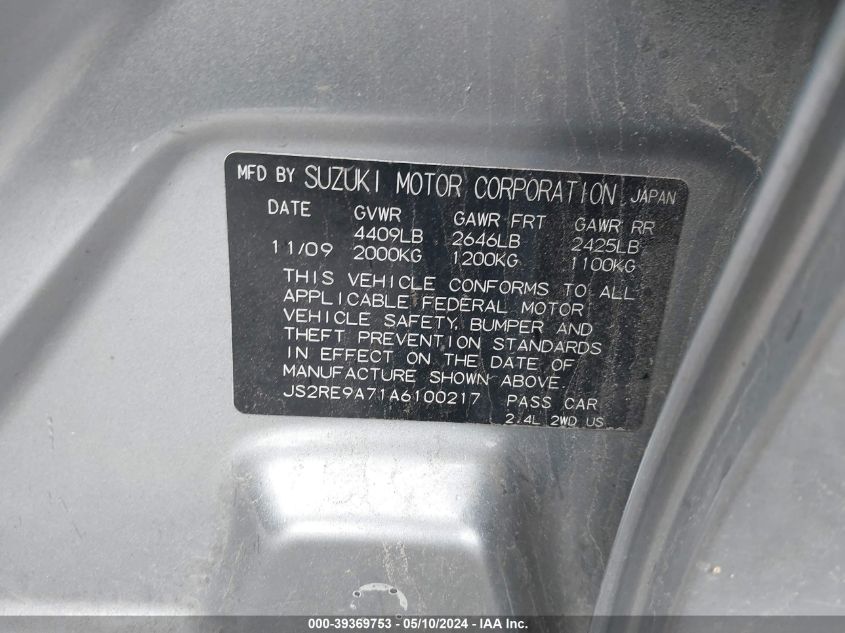 MFD BY SUZUKI MOTOR CORPORATION JAPAN
DATE GVWR GAWR FRT GAWR RR
4409LB 2646LB 2425LB
11/09 2000KG 1200KG 1100KG
THIS VEHICLE CONFORMS TO ALL
APPLICABLE FEDERAL MOTOR
VEHICLE SAFETY, BUMPER AND
THEFT PREVENTION STANDARDS
IN EFFECT ON THE DATE OF
MANUFACTURE SHOWN ABOVE.
JS2RE9A71A6100217 PASS CAR
2.4L 2WD US
000-39369753 - 05/10/2024 - IAAI Inc.